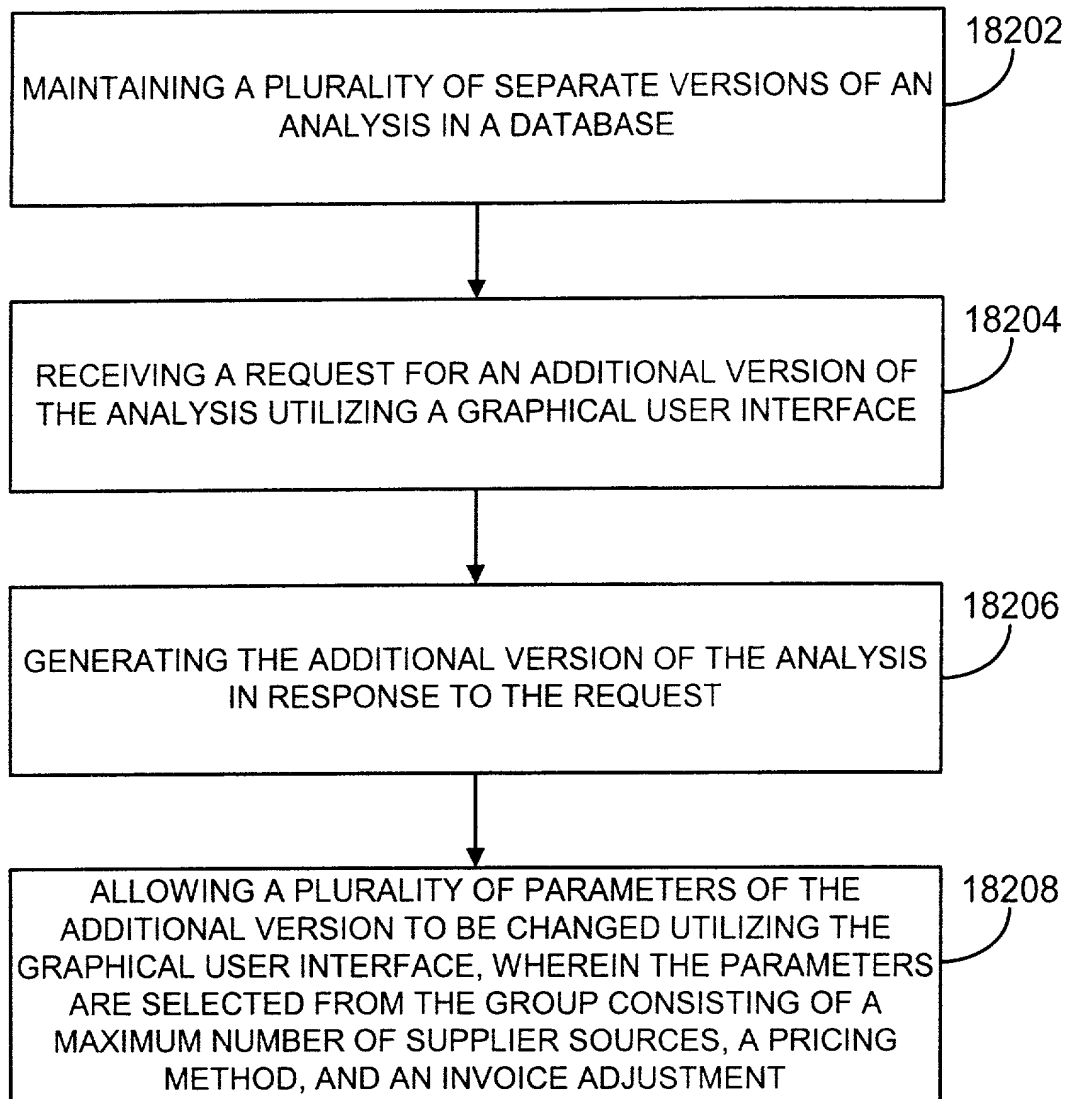 18202
MAINTAINING A PLURALITY OF SEPARATE VERSIONS OF AN
ANALYSIS IN A DATABASE
18204
RECEIVING A REQUEST FOR AN ADDITIONAL VERSION OF
THE ANALYSIS UTILIZING A GRAPHICAL USER INTERFACE
18206
GENERATING THE ADDITIONAL VERSION OF THE ANALYSIS
IN RESPONSE TO THE REQUEST
18208
ALLOWING A PLURALITY OF PARAMETERS OF THE
ADDITIONAL VERSION TO BE CHANGED UTILIZING THE
GRAPHICAL USER INTERFACE, WHEREIN THE PARAMETERS
ARE SELECTED FROM THE GROUP CONSISTING OF A
MAXIMUM NUMBER OF SUPPLIER SOURCES, A PRICING
METHOD, AND AN INVOICE ADJUSTMENT